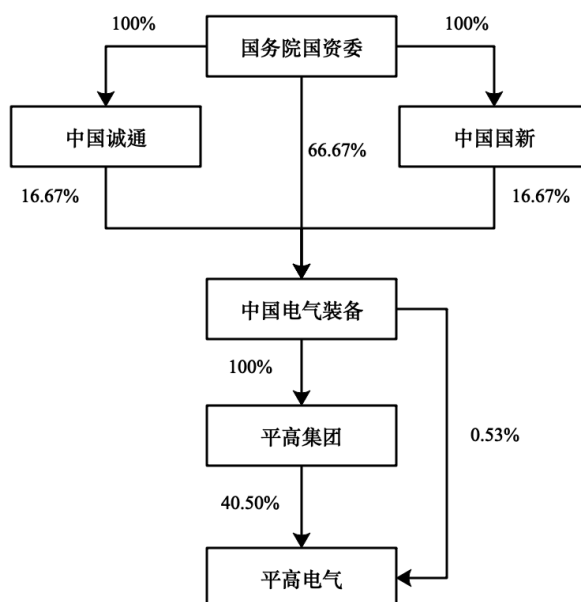 100%
国务院国资委
100%
中国诚通
66.67%
中国国新
16.67%
16.67%
中国电气装备
100%
平高集团
0.53%
40.50%
平高电气